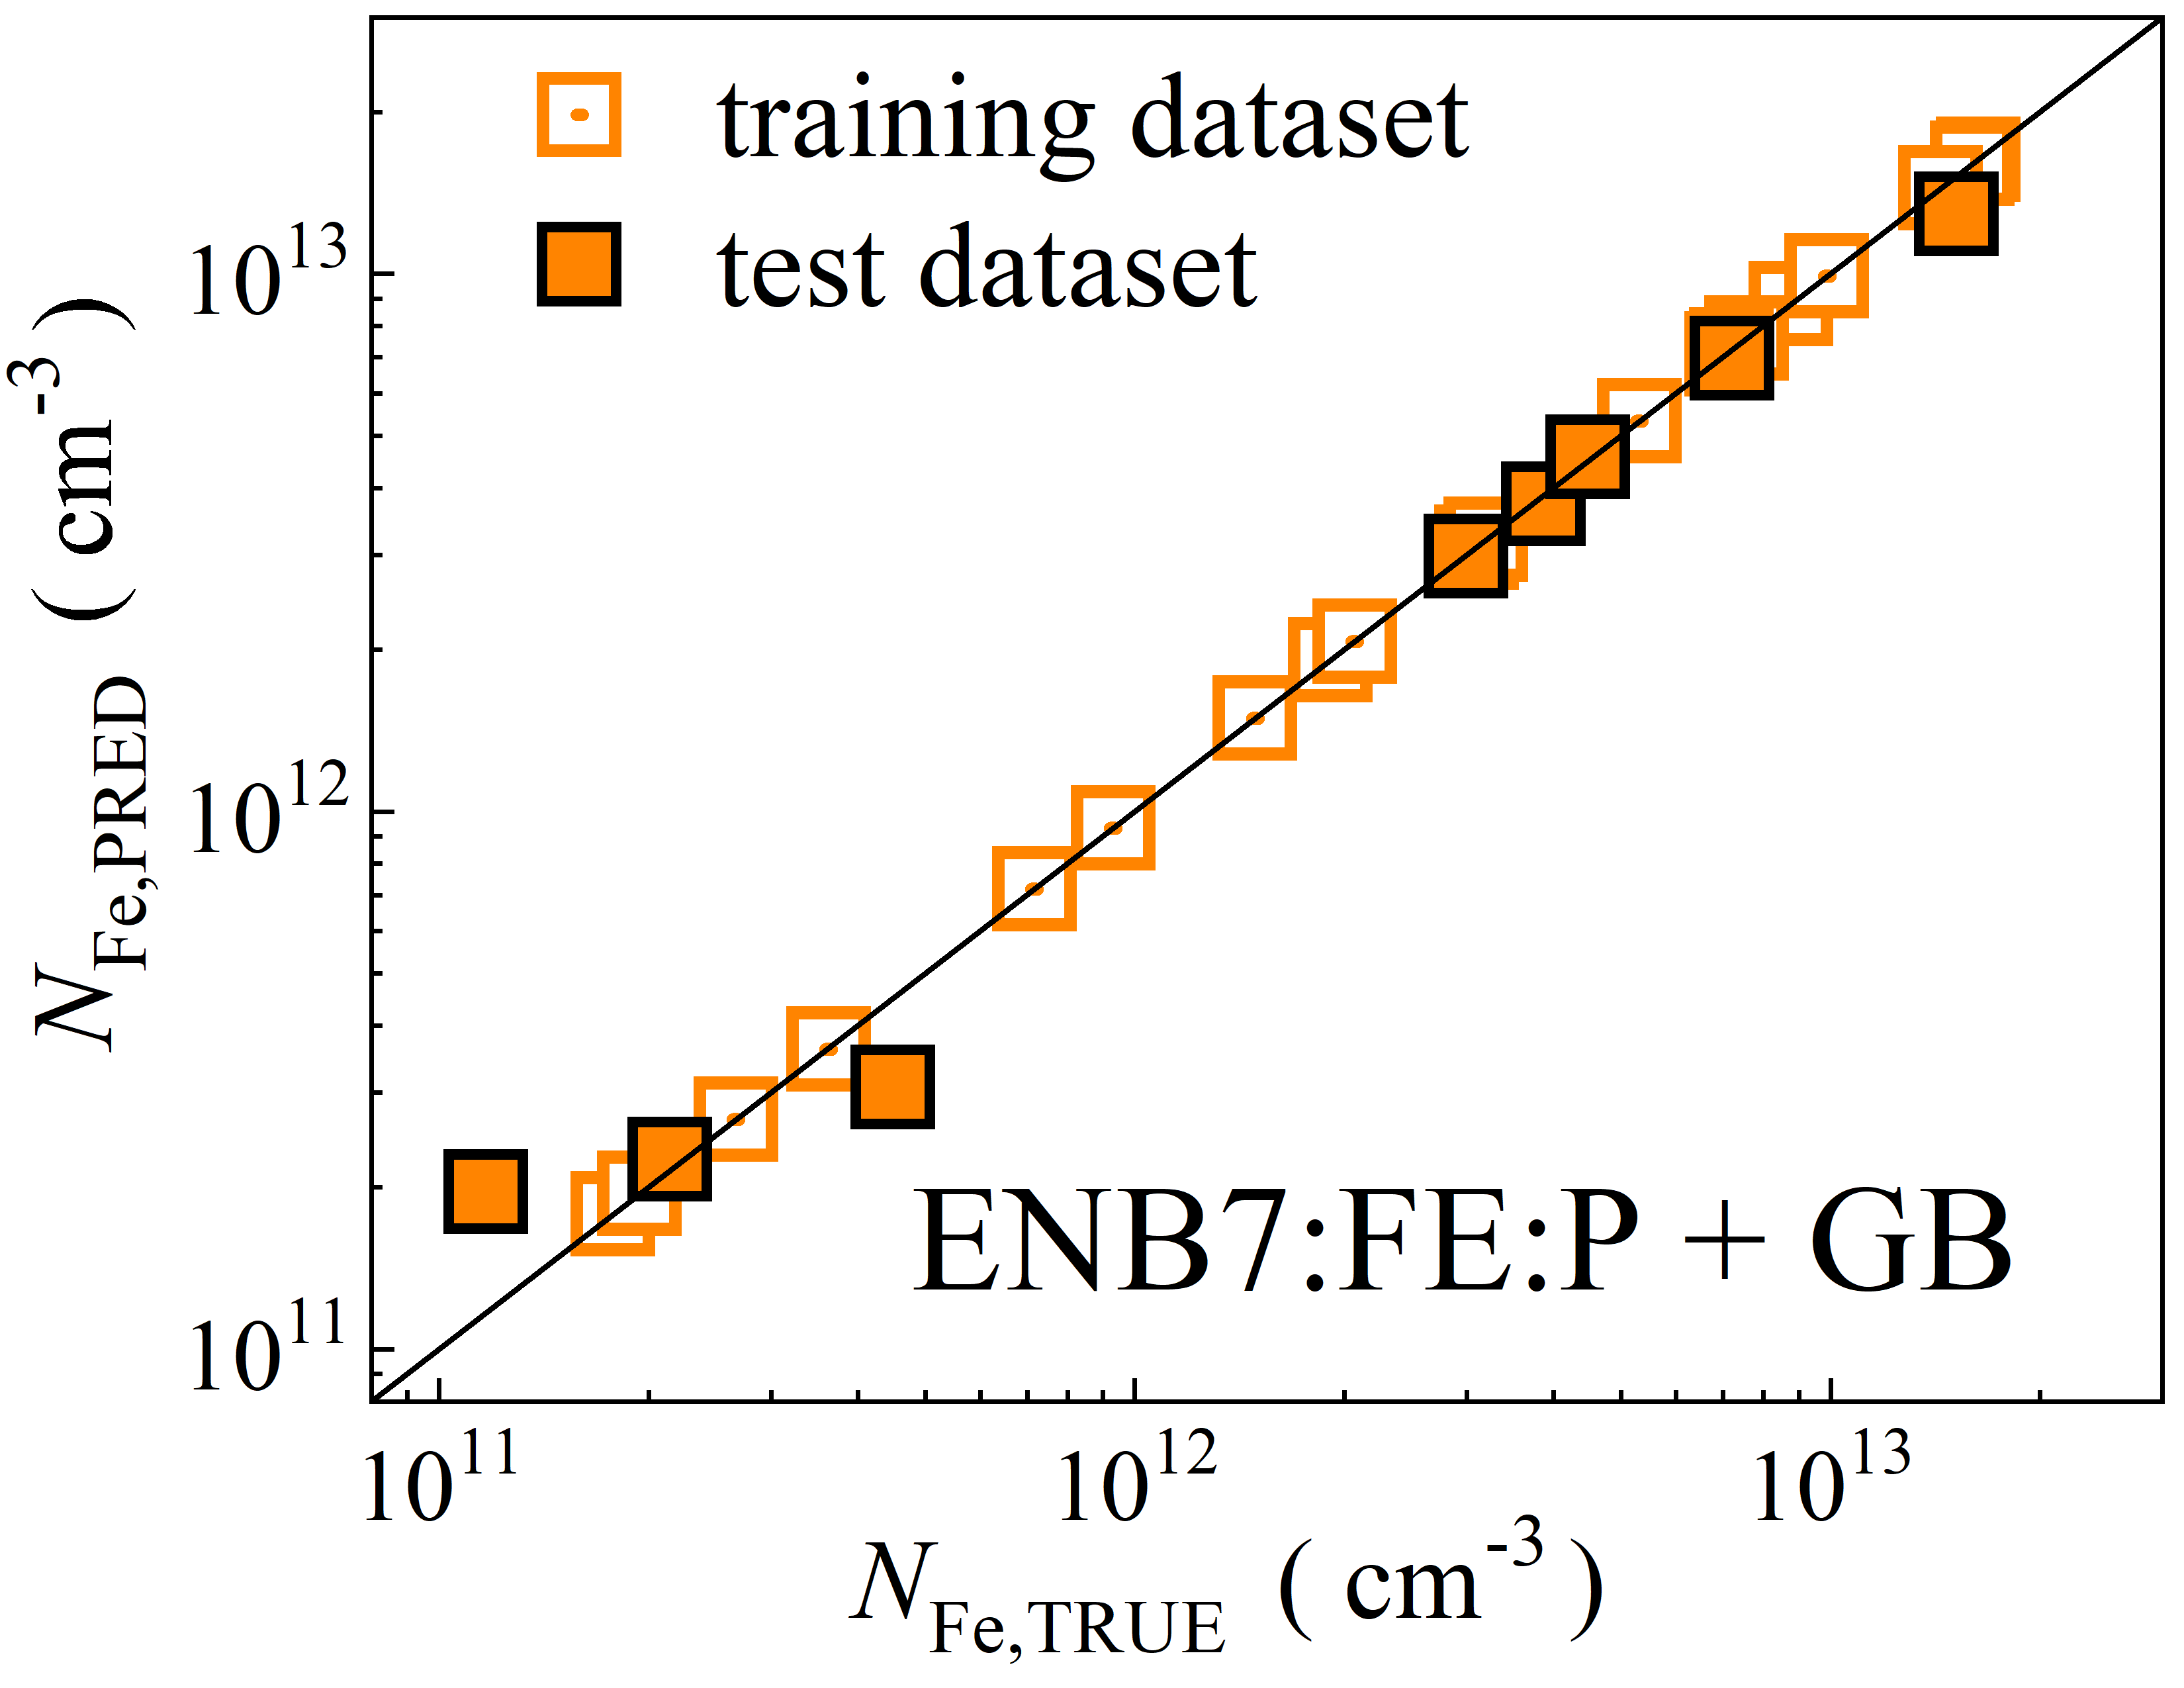 training dataset
test dataset
10^13
10^12
10^11
N_Fe,PRED ( cm^-3 )
ENB7:FE:P + GB
10^11 10^12 10^13
N_Fe,TRUE ( cm^-3 )